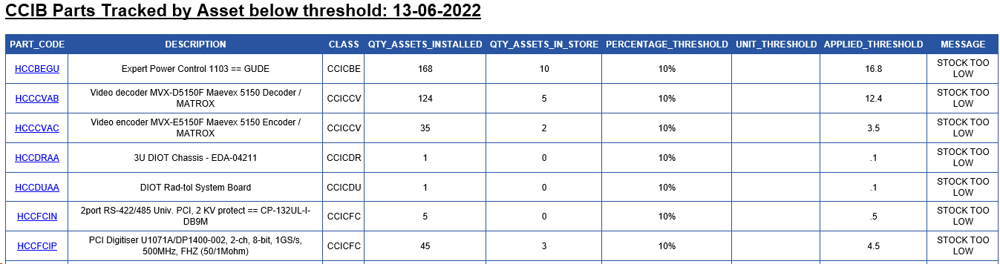 CCIB Parts Tracked by Asset below threshold: 13-06-2022
PART_CODE DESCRIPTION CLASS QTY_ASSETS_INSTALLED QTY_ASSETS_IN_STORE PERCENTAGE_THRESHOLD UNIT_THRESHOLD APPLIED_THRESHOLD MESSAGE
HCCBEGU Expert Power Control 1103 == GUDE CCICBE 168 10 10% 16.8 STOCK TOO
LOW
HCCCVAB Video decoder MVX-D5150F Maevex 5150 Decoder /
MATROX CCICCV 124 5 10% 12.4 STOCK TOO
LOW
HCCCVAC Video encoder MVX-E5150F Maevex 5150 Encoder /
MATROX CCICCV 35 2 10% 3.5 STOCK TOO
LOW
HCCDRAA 3U DIOT Chassis - EDA-04211 CCICDR 1 0 10% .1 STOCK TOO
LOW
HCCDUAA DIOT Rad-tol System Board CCICDU 1 0 10% .1 STOCK TOO
LOW
HCCFCIN 2port RS-422/485 Univ. PCI, 2 KV protect == CP-132UL-I-
DB9M CCICFC 5 0 10% .5 STOCK TOO
LOW
HCCFCIP PCI Digitiser U1071A/DP1400-002, 2-ch, 8-bit, 1GS/s,
500MHz, FHZ (50/1Mohm) CCICFC 45 3 10% 4.5 STOCK TOO
LOW